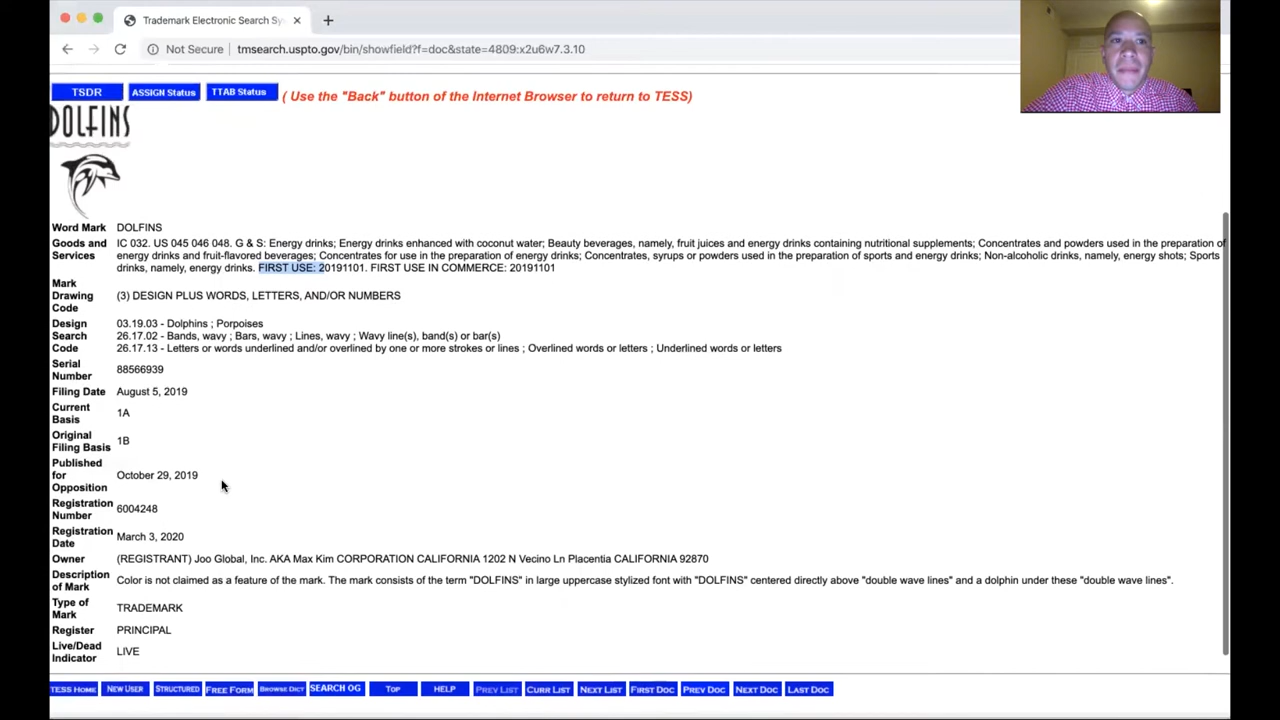 Trademark Electronic Search Sy
Not Secure
tmsearch.uspto.gov/bin/showfield?f=doc&state=4809:x2u6w7.3.10
TSDR ASSIGN Status TTAB Status ( Use the "Back" button of the Internet Browser to return to TESS)
DOLFINS
Word Mark DOLFINS
Goods and Services IC 032. US 045 046 048. G & S: Energy drinks; Energy drinks enhanced with coconut water; Beauty beverages, namely, fruit juices and energy drinks containing nutritional supplements; Concentrates and powders used in the preparation of
energy drinks and fruit-flavored beverages; Concentrates for use in the preparation of energy drinks; Concentrates, syrups or powders used in the preparation of sports and energy drinks; Non-alcoholic drinks, namely, energy shots; Sports
drinks, namely, energy drinks. FIRST USE: 20191101. FIRST USE IN COMMERCE: 20191101
Mark
Drawing
Code
(3) DESIGN PLUS WORDS, LETTERS, AND/OR NUMBERS
Design
Search
Code
03.19.03 - Dolphins ; Porpoises
26.17.02 - Bands, wavy ; Bars, wavy ; Lines, wavy ; Wavy line(s), band(s) or bar(s)
26.17.13 - Letters or words underlined and/or overlined by one or more strokes or lines ; Overlined words or letters ; Underlined words or letters
Serial
Number
88566939
Filing Date August 5, 2019
Current
Basis
1A
Original
Filing Basis
1B
Published
for
Opposition
October 29, 2019
Registration
Number
6004248
Registration
Date
March 3, 2020
Owner (REGISTRANT) Joo Global, Inc. AKA Max Kim CORPORATION CALIFORNIA 1202 N Vecino Ln Placentia CALIFORNIA 92870
Description
of Mark
Color is not claimed as a feature of the mark. The mark consists of the term "DOLFINS" in large uppercase stylized font with "DOLFINS" centered directly above "double wave lines" and a dolphin under these "double wave lines".
Type of
Mark
TRADEMARK
Register PRINCIPAL
Live/Dead
Indicator
LIVE
TESS HOME NEW USER STRUCTURED FREE FORM BROWSE DICT SEARCH OG TOP HELP PREV LIST CURR LIST NEXT LIST FIRST DOC PREV DOC NEXT DOC LAST DOC